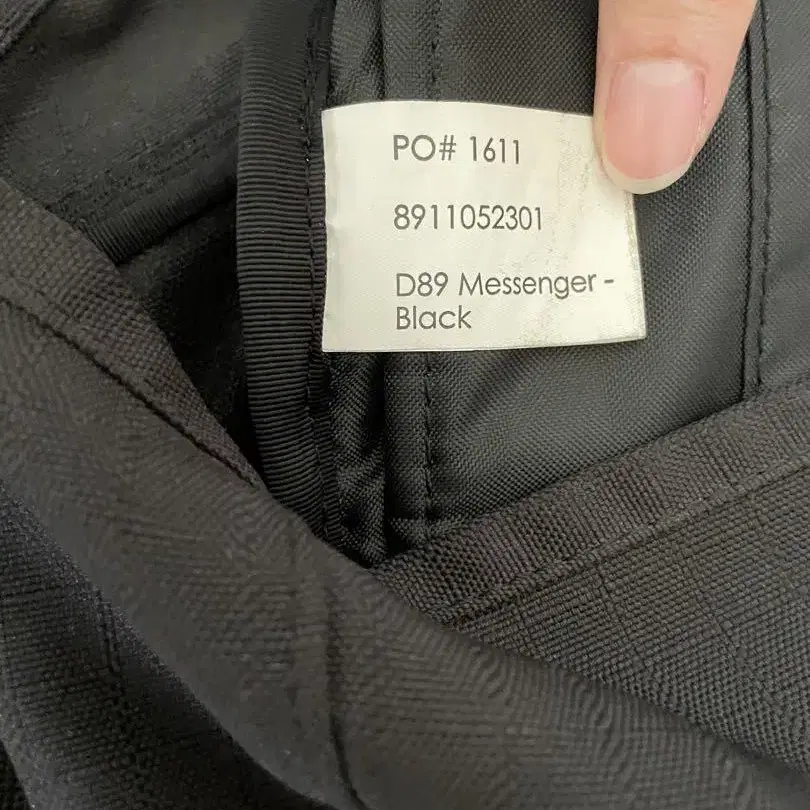 PO# 1611
8911052301
D89 Messenger -
Black